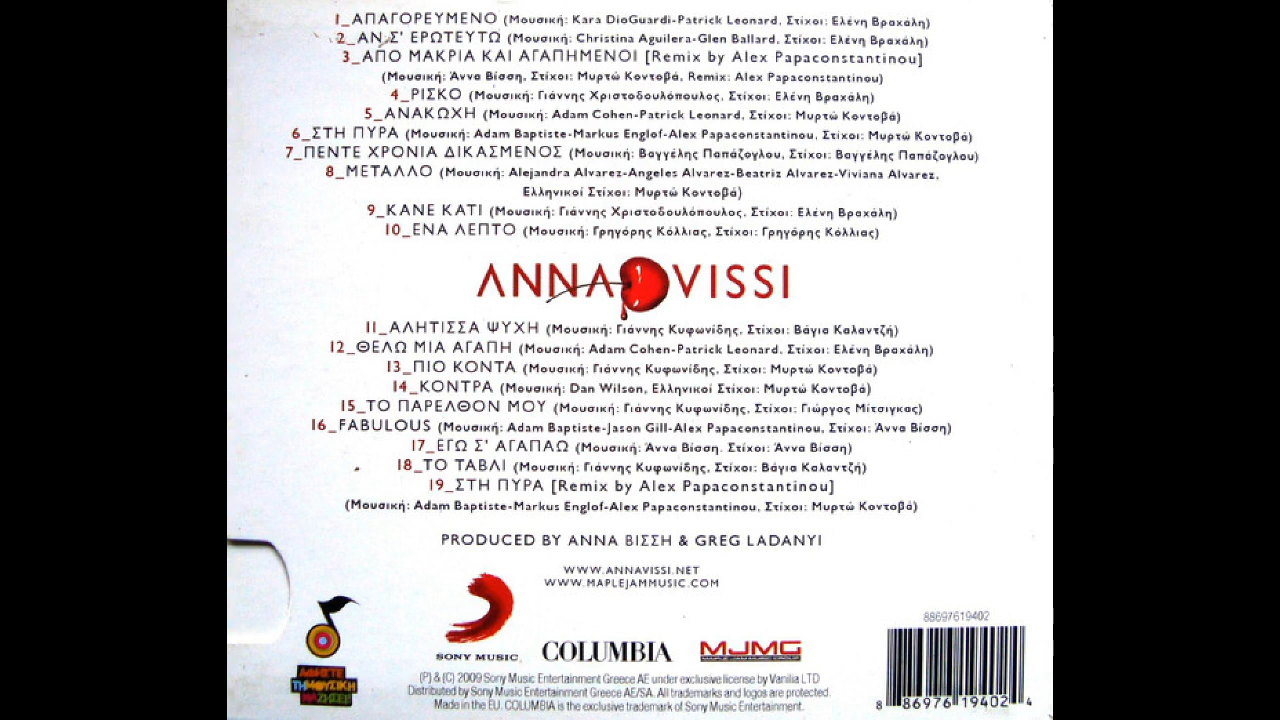 1_ΑΠΑΓΟΡΕΥΜΕΝΟ (Μουσική: Kara DioGuardi-Patrick Leonard, Στίχοι: Ελένη Βραχάλη)
2_ΑΝ Σ' ΕΡΩΤΕΥΤΩ (Μουσική: Christina Aguilera-Glen Ballard, Στίχοι: Ελένη Βραχάλη)
3_ΑΠΟ ΜΑΚΡΙΑ ΚΑΙ ΑΓΑΠΗΜΕΝΟΙ [Remix by Alex Papaconstantinou]
(Μουσική: Άννα Βίσση, Στίχοι: Μυρτώ Κοντοβά, Remix: Alex Papaconstantinou)
4_ΡΙΣΚΟ (Μουσική: Γιάννης Χριστοδουλόπουλος, Στίχοι: Ελένη Βραχάλη)
5_ΑΝΑΚΩΧΗ (Μουσική: Adam Cohen-Patrick Leonard, Στίχοι: Μυρτώ Κοντοβά)
6_ΣΤΗ ΠΥΡΑ (Μουσική: Adam Baptiste-Markus Englof-Alex Papaconstantinou, Στίχοι: Μυρτώ Κοντοβά)
7_ΠΕΝΤΕ ΧΡΟΝΙΑ ΔΙΚΑΣΜΕΝΟΣ (Μουσική: Βαγγέλης Παπάζογλου, Στίχοι: Βαγγέλης Παπάζογλου)
8_ΜΕΤΑΛΛΟ (Μουσική: Alejandra Alvarez-Angeles Alvarez-Beatriz Alvarez-Viviana Alvarez,
Ελληνικοί Στίχοι: Μυρτώ Κοντοβά)
9_ΚΑΝΕ ΚΑΤΙ (Μουσική: Γιάννης Χριστοδουλόπουλος, Στίχοι: Ελένη Βραχάλη)
10_ΕΝΑ ΛΕΠΤΟ (Μουσική: Γρηγόρης Κόλλιας, Στίχοι: Γρηγόρης Κόλλιας)
ANNA VISSI
11_ΑΛΗΤΙΣΣΑ ΨΥΧΗ (Μουσική: Γιάννης Κυφωνίδης, Στίχοι: Βάγια Καλαντζή)
12_ΘΕΛΩ ΜΙΑ ΑΓΑΠΗ (Μουσική: Adam Cohen-Patrick Leonard, Στίχοι: Ελένη Βραχάλη)
13_ΠΙΟ ΚΟΝΤΑ (Μουσική: Γιάννης Κυφωνίδης, Στίχοι: Μυρτώ Κοντοβά)
14_ΚΟΝΤΡΑ (Μουσική: Dan Wilson, Ελληνικοί Στίχοι: Μυρτώ Κοντοβά)
15_ΤΟ ΠΑΡΕΛΘΟΝ ΜΟΥ (Μουσική: Γιάννης Κυφωνίδης, Στίχοι: Γιώργος Μίτσιγκας)
16_FABULOUS (Μουσική: Adam Baptiste-Jason Gill-Alex Papaconstantinou, Στίχοι: Άννα Βίσση)
17_ΕΓΩ Σ' ΑΓΑΠΑΩ (Μουσική: Άννα Βίσση. Στίχοι: Άννα Βίσση)
18_ΤΟ ΤΑΒΛΙ (Μουσική: Γιάννης Κυφωνίδης, Στίχοι: Βάγια Καλαντζή)
19_ΣΤΗ ΠΥΡΑ [Remix by Alex Papaconstantinou]
(Μουσική: Adam Baptiste-Markus Englof-Alex Papaconstantinou, Στίχοι: Μυρτώ Κοντοβά)
PRODUCED BY ΑΝΝΑ ΒΙΣΣΗ & GREG LADANYI
WWW.ANNAVISSI.NET
WWW.MAPLEJAMMUSIC.COM
88697619402
SONY MUSIC
COLUMBIA
MJMG
MAPLE JAM MUSIC GROUP
ΑΦΗΣΤΕ
ΤΗ ΜΟΥΣΙΚΗ
ΝΑ ΖΗΣΕΙ!
(P) & (C) 2009 Sony Music Entertainment Greece AE under exclusive license by Vanilia LTD
Distributed by Sony Music Entertainment Greece AE/SA. All trademarks and logos are protected.
Made in the EU. COLUMBIA is the exclusive trademark of Sony Music Entertainment.
8 86976 19402 4